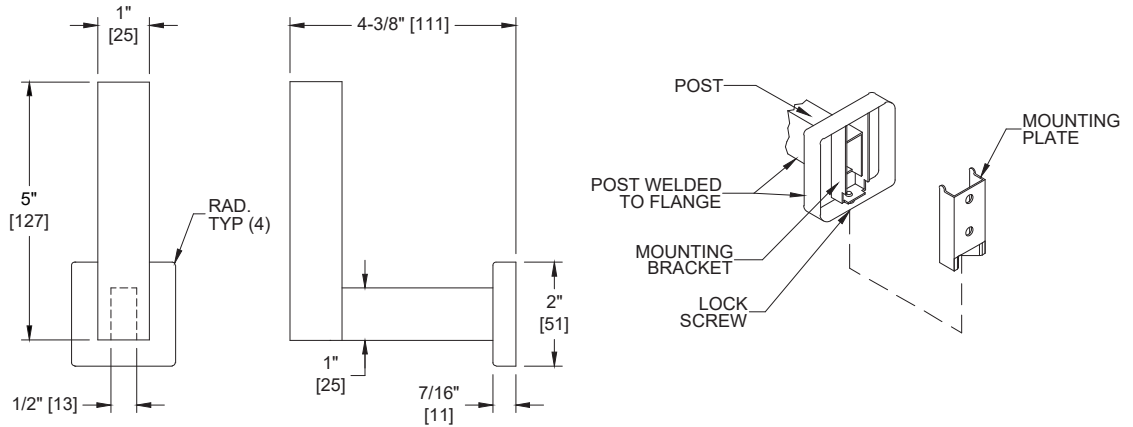 1"
[25]
4-3/8" [111]
5"
[127]
RAD.
TYP (4)
2"
[51]
1"
[25]
7/16"
[11]
1/2" [13]
POST
MOUNTING
PLATE
POST WELDED
TO FLANGE
MOUNTING
BRACKET
LOCK
SCREW